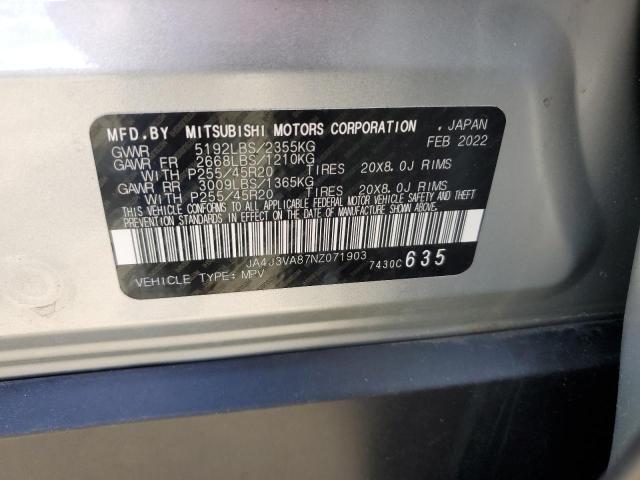 MFD.BY MITSUBISHI MOTORS CORPORATION , JAPAN
GVWR 5192LBS/2355KG FEB 2022
GAWR FR 2668LBS/1210KG
WITH P255/45R20 TIRES 20X8.0J RIMS
GAWR RR 3009LBS/1365KG
WITH P255/45R20 TIRES 20X8.0J RIMS
THIS VEHICLE CONFORMS TO ALL APPLICABLE FEDERAL MOTOR VEHICLE SAFETY AND THEFT
PREVENTION STANDARDS IN EFFECT ON THE DATE OF MANUFACTURE SHOWN ABOVE.
JA4J3VA87NZ071903 7430C 635
VEHICLE TYPE: MPV